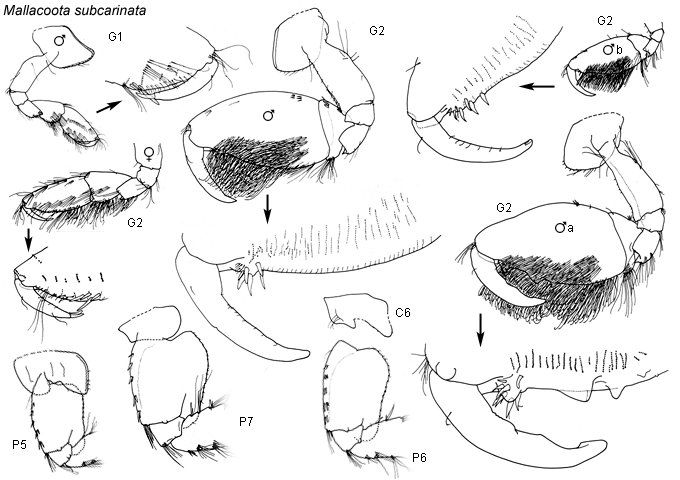 Mallacoota subcarinata
G1
♂
G2
♂
G2
♂b
♀
G2
G2
♂a
C6
P5
P7
P6